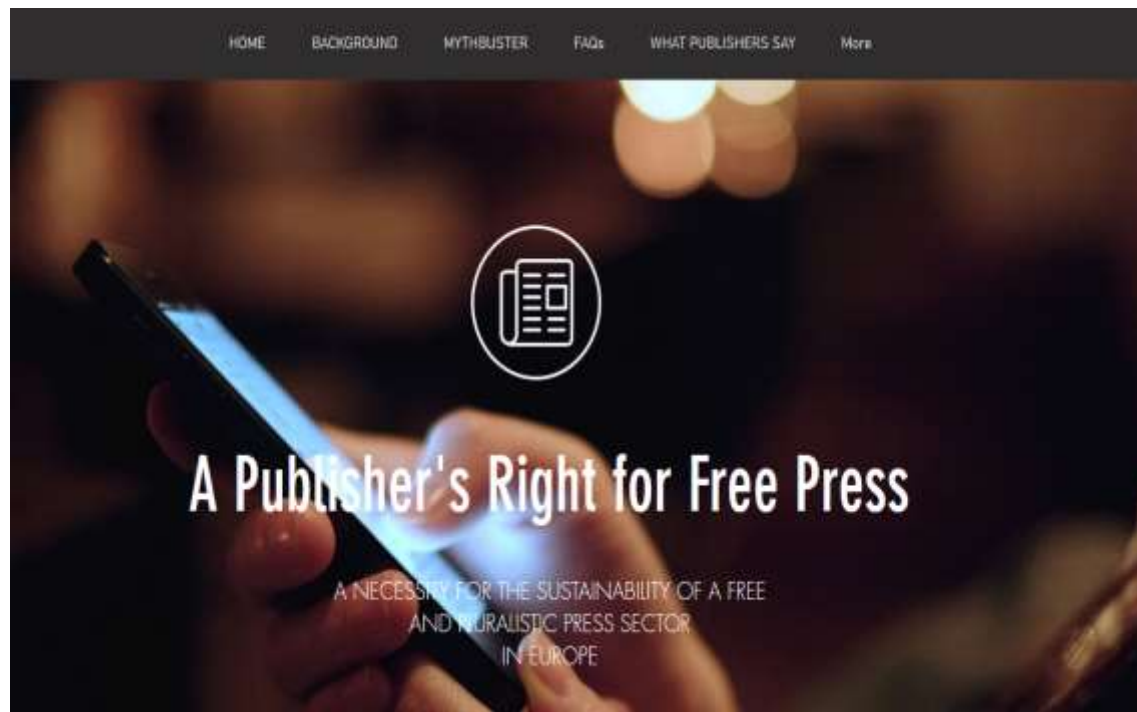 HOME BACKGROUND MYTHBUSTER FAQs WHAT PUBLISHERS SAY More
A Publisher's Right for Free Press
A NECESSITY FOR THE SUSTAINABILITY OF A FREE
AND PLURALISTIC PRESS SECTOR
IN EUROPE